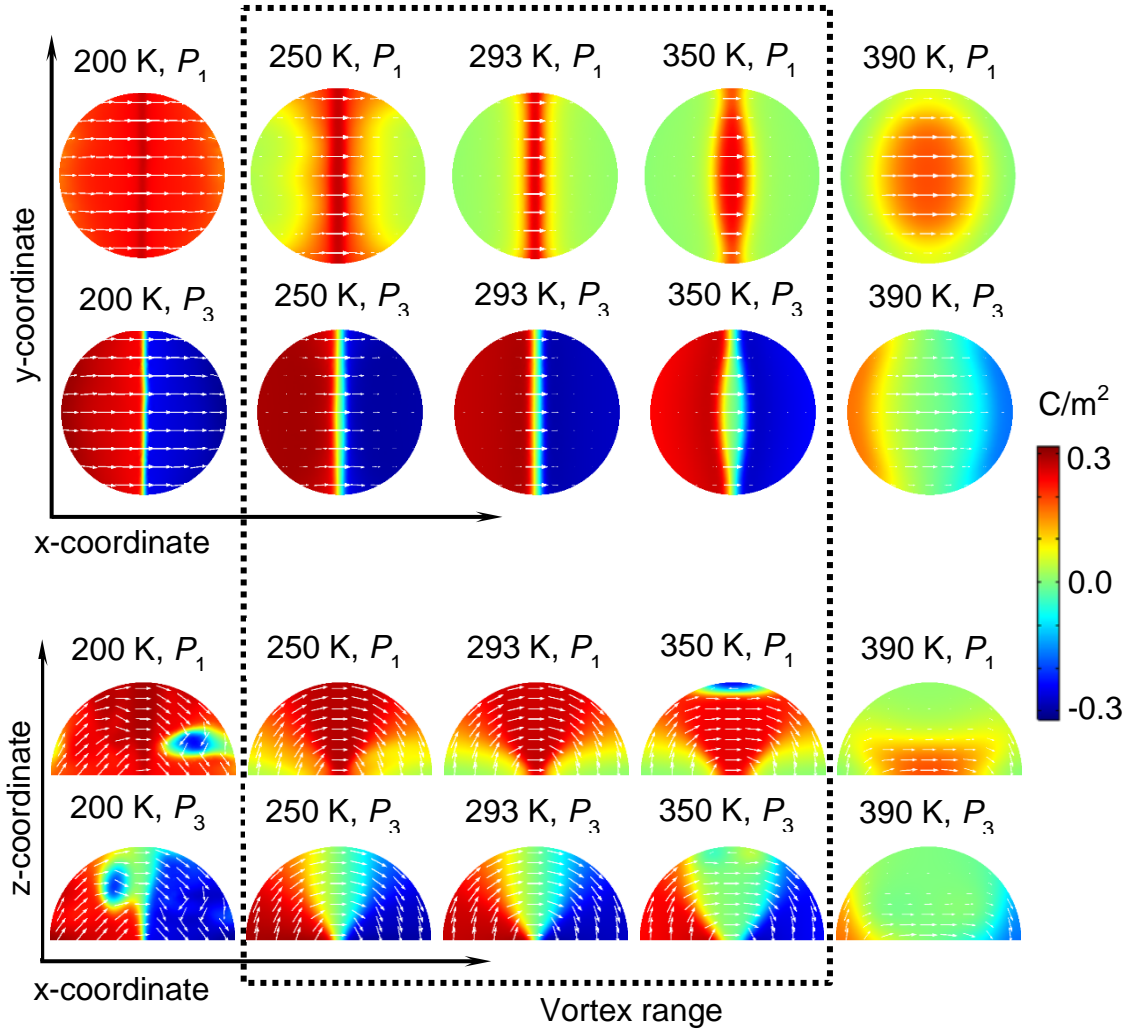 200 K, P1
250 K, P1
293 K, P1
350 K, P1
390 K, P1
y-coordinate
200 K, P3
250 K, P3
293 K, P3
350 K, P3
390 K, P3
x-coordinate
C/m²
0.3
0.0
-0.3
200 K, P1
250 K, P1
293 K, P1
350 K, P1
390 K, P1
z-coordinate
200 K, P3
250 K, P3
293 K, P3
350 K, P3
390 K, P3
x-coordinate
Vortex range